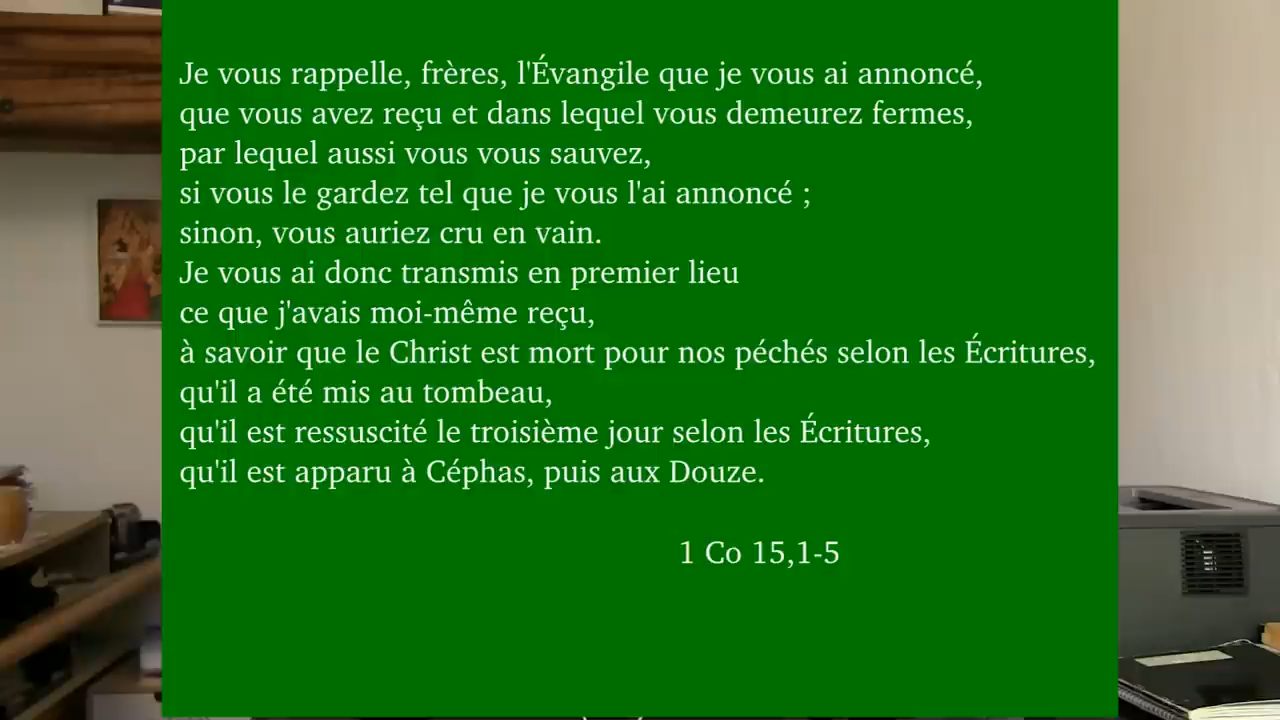 Je vous rappelle, frères, l'Évangile que je vous ai annoncé,
que vous avez reçu et dans lequel vous demeurez fermes,
par lequel aussi vous vous sauvez,
si vous le gardez tel que je vous l'ai annoncé ;
sinon, vous auriez cru en vain.
Je vous ai donc transmis en premier lieu
ce que j'avais moi-même reçu,
à savoir que le Christ est mort pour nos péchés selon les Écritures,
qu'il a été mis au tombeau,
qu'il est ressuscité le troisième jour selon les Écritures,
qu'il est apparu à Céphas, puis aux Douze.
1 Co 15,1-5